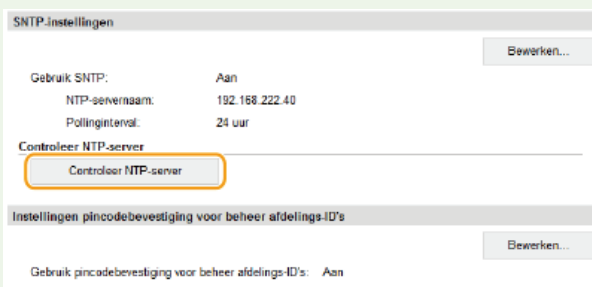 SNTP-instellingen
Bewerken...
Gebruik SNTP: Aan
NTP-servernaam: 192.168.222.40
Pollinginterval: 24 uur
Controleer NTP-server
Controleer NTP-server
Instellingen pincodebevestiging voor beheer afdelings-ID's
Bewerken...
Gebruik pincodebevestiging voor beheer afdelings-ID's: Aan